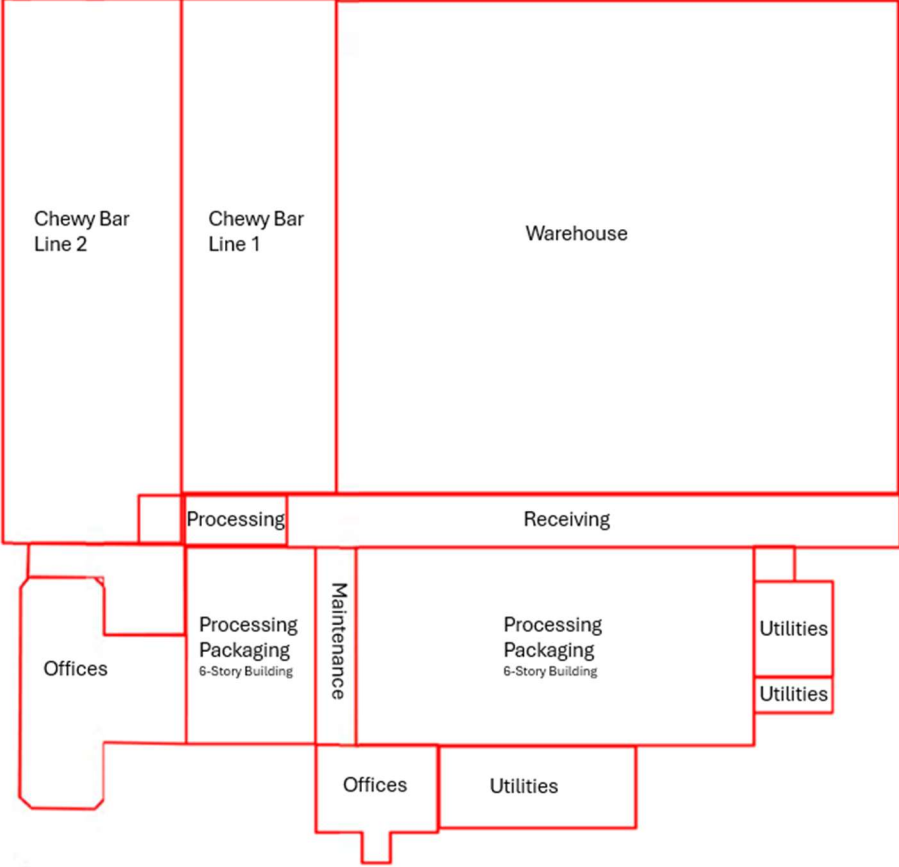 Chewy Bar
Line 2
Chewy Bar
Line 1
Warehouse
Processing
Receiving
Processing
Packaging
6-Story Building
Maintenance
Processing
Packaging
6-Story Building
Utilities
Offices
Utilities
Offices
Utilities